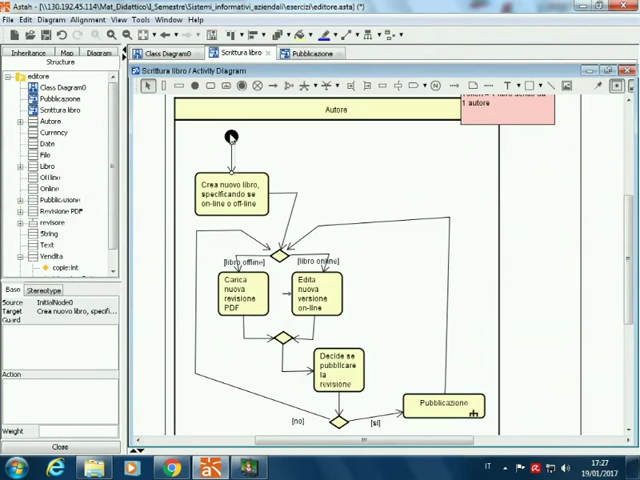 Astah - [\\130.192.45.114\Mat_Didattico\I_Semestre\Sistemi_informativi_aziendali\esercizi\editore.asta]
File Edit Diagram Alignment View Tools Window Help
Inheritance Map Diagram
Structure
editore
Class Diagram0
Pubblicazione
Scrittura libro
Autore
Currency
Date
File
Libro
Offline
Online
Pubblicazione
Revisione PDF
revisore
String
Text
Vendita
copie:int
Base Stereotype
Source InitialNode0
Target Crea nuovo libro, specifi
Guard
Action
Weight
Close
Class Diagram0
Scrittura libro
Pubblicazione
Scrittura libro / Activity Diagram
1 autore
Autore
Crea nuovo libro,
specificando se
on-line o off-line
[libro offline]
[libro online]
Carica
nuova
revisione
PDF
Edita
nuova
versione
on-line
Decide se
pubblicare
la
revisione
[no]
[si]
Pubblicazione
IT
17:27
19/01/2017